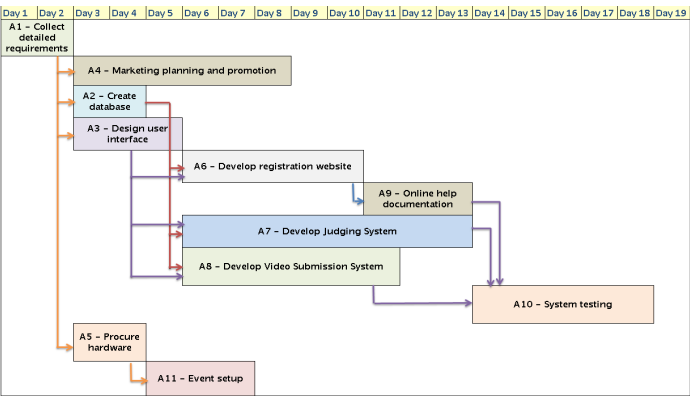 Day 1 Day 2 Day 3 Day 4 Day 5 Day 6 Day 7 Day 8 Day 9 Day 10 Day 11 Day 12 Day 13 Day 14 Day 15 Day 16 Day 17 Day 18 Day 19
A1 – Collect
detailed
requirements
A4 – Marketing planning and promotion
A2 – Create
database
A3 – Design user
interface
A6 – Develop registration website
A9 – Online help
documentation
A7 – Develop Judging System
A8 – Develop Video Submission System
A10 – System testing
A5 – Procure
hardware
A11 – Event setup